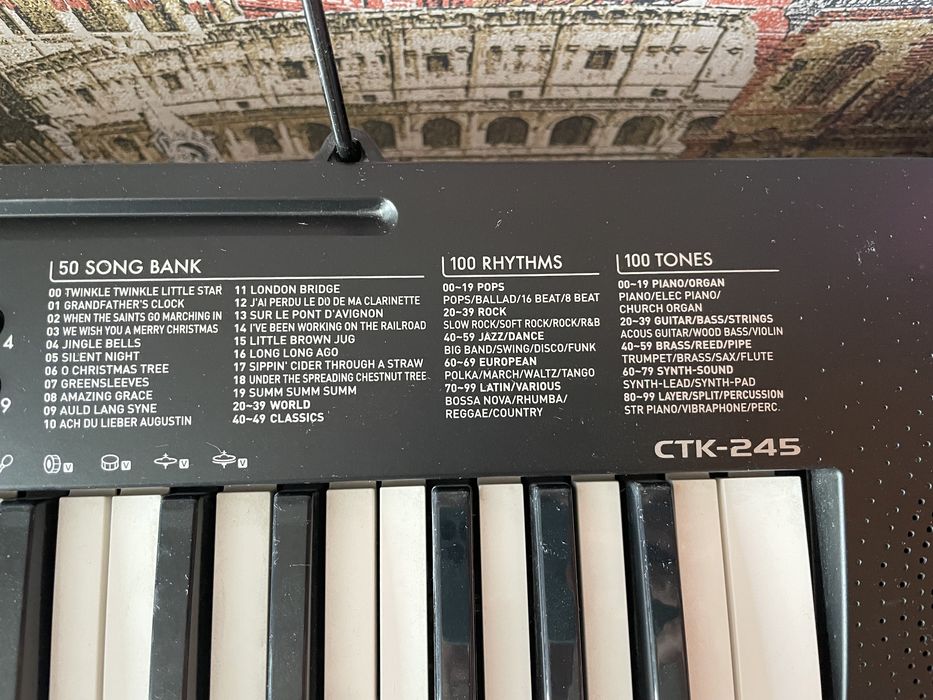 50 SONG BANK
00 TWINKLE TWINKLE LITTLE STAR
01 GRANDFATHER'S CLOCK
02 WHEN THE SAINTS GO MARCHING IN
03 WE WISH YOU A MERRY CHRISTMAS
04 JINGLE BELLS
05 SILENT NIGHT
06 O CHRISTMAS TREE
07 GREENSLEEVES
08 AMAZING GRACE
09 AULD LANG SYNE
10 ACH DU LIEBER AUGUSTIN
11 LONDON BRIDGE
12 J'AI PERDU LE DO DE MA CLARINETTE
13 SUR LE PONT D'AVIGNON
14 I'VE BEEN WORKING ON THE RAILROAD
15 LITTLE BROWN JUG
16 LONG LONG AGO
17 SIPPIN' CIDER THROUGH A STRAW
18 UNDER THE SPREADING CHESTNUT TREE
19 SUMM SUMM SUMM
20~39 WORLD
40~49 CLASSICS
100 RHYTHMS
00~19 POPS
POPS/BALLAD/16 BEAT/8 BEAT
20~39 ROCK
SLOW ROCK/SOFT ROCK/ROCK/R&B
40~59 JAZZ/DANCE
BIG BAND/SWING/DISCO/FUNK
60~69 EUROPEAN
POLKA/MARCH/WALTZ/TANGO
70~99 LATIN/VARIOUS
BOSSA NOVA/RHUMBA/
REGGAE/COUNTRY
100 TONES
00~19 PIANO/ORGAN
PIANO/ELEC PIANO/
CHURCH ORGAN
20~39 GUITAR/BASS/STRINGS
ACOUS GUITAR/WOOD BASS/VIOLIN
40~59 BRASS/REED/PIPE
TRUMPET/BRASS/SAX/FLUTE
60~79 SYNTH-SOUND
SYNTH-LEAD/SYNTH-PAD
80~99 LAYER/SPLIT/PERCUSSION
STR PIANO/VIBRAPHONE/PERC.
4
9
V V V V
CTK-245